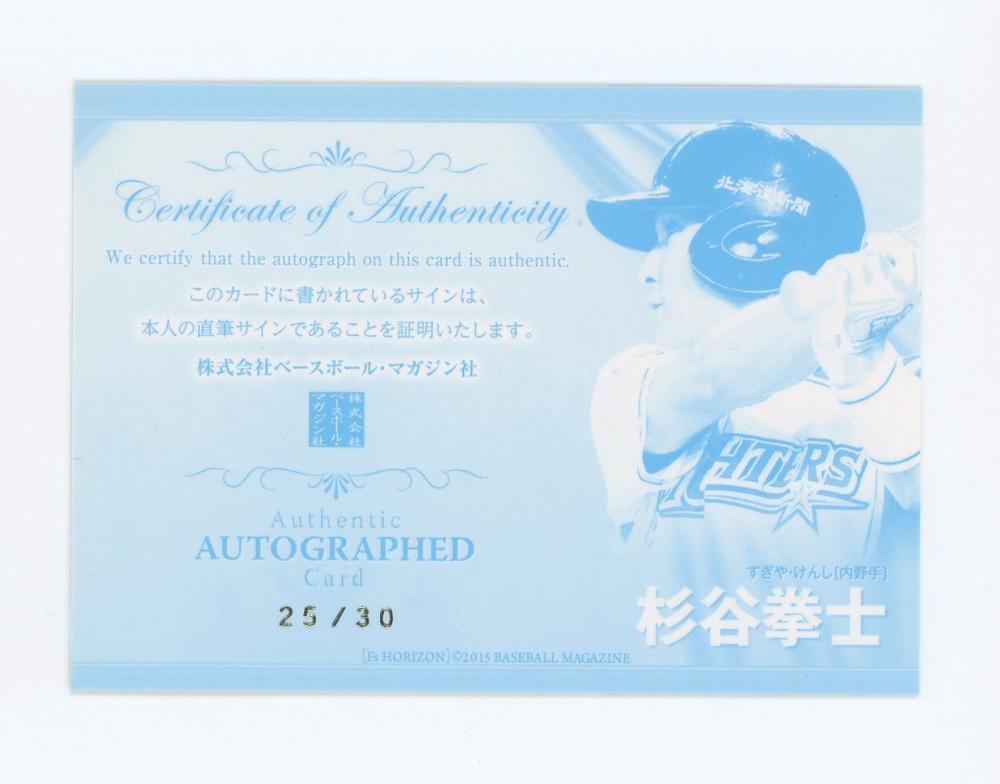 北海道新聞
Certificate of Authenticity
We certify that the autograph on this card is authentic.
このカードに書かれているサインは、
本人の直筆サインであることを証明いたします。
株式会社ベースボール・マガジン社
株式会社
ベースボール・
マガジン社
HTERS
Authentic
AUTOGRAPHED
Card
25/30
すぎや・けんし[内野手]
杉谷拳士
[F's HORIZON]©2015 BASEBALL MAGAZINE